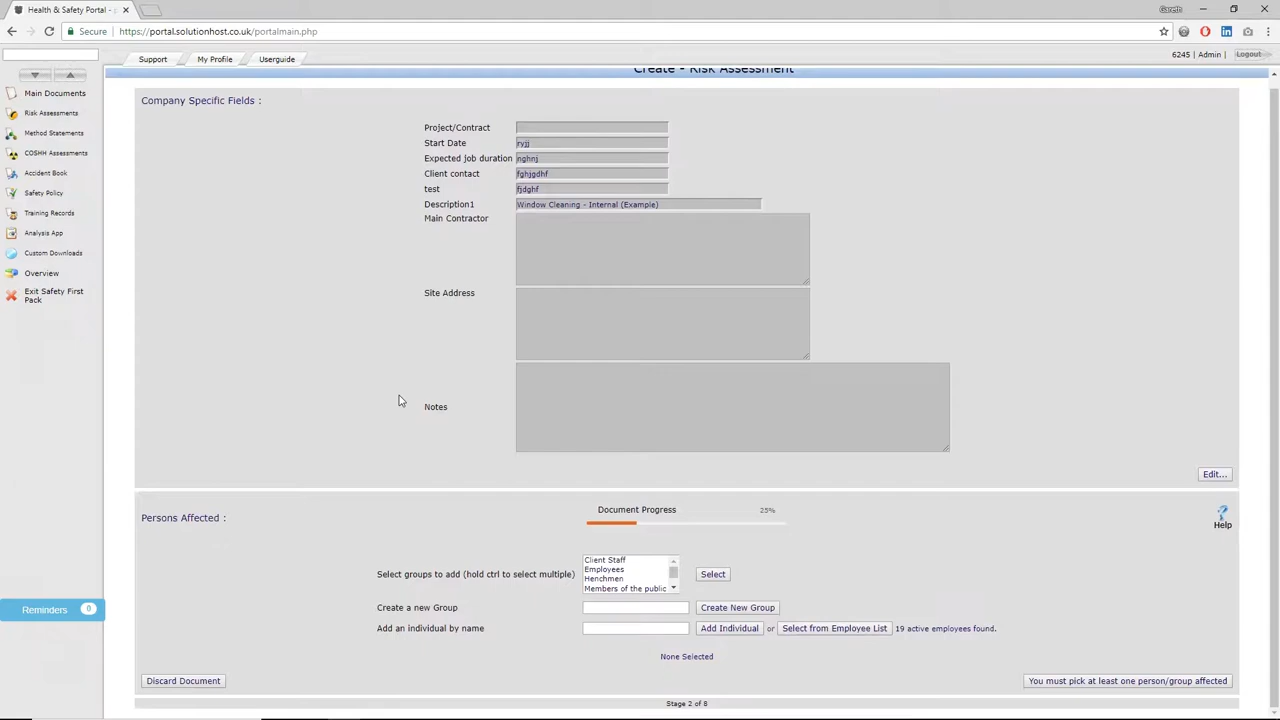 Health & Safety Portal - :
Gareth
Secure
https://portal.solutionhost.co.uk/portalmain.php
Support
My Profile
Userguide
6245 | Admin |
Logout
Create - Risk Assessment
Main Documents
Risk Assessments
Method Statements
COSHH Assessments
Accident Book
Safety Policy
Training Records
Analysis App
Custom Downloads
Overview
Exit Safety First
Pack
Reminders 0
Company Specific Fields :
Project/Contract
Start Date ryjj
Expected job duration nghnj
Client contact fghjgdhf
test fjdghf
Description1 Window Cleaning - Internal (Example)
Main Contractor
Site Address
Notes
Edit...
Persons Affected :
Document Progress 25%
Help
Select groups to add (hold ctrl to select multiple)
Client Staff
Employees
Henchmen
Members of the public
Select
Create a new Group
Create New Group
Add an individual by name
Add Individual or Select from Employee List 19 active employees found.
None Selected
Discard Document
You must pick at least one person/group affected
Stage 2 of 8